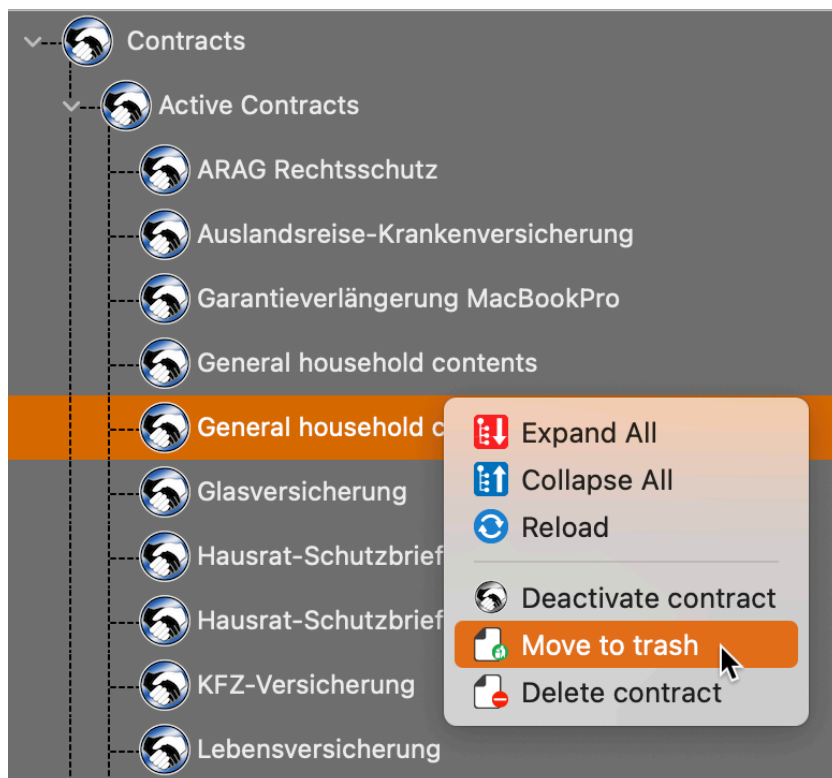 Contracts
Active Contracts
ARAG Rechtsschutz
Auslandsreise-Krankenversicherung
Garantieverlängerung MacBookPro
General household contents
General household c
Expand All
Collapse All
Glasversicherung
Reload
Hausrat-Schutzbrief
Deactivate contract
Hausrat-Schutzbrief
Move to trash
KFZ-Versicherung
Delete contract
Lebensversicherung